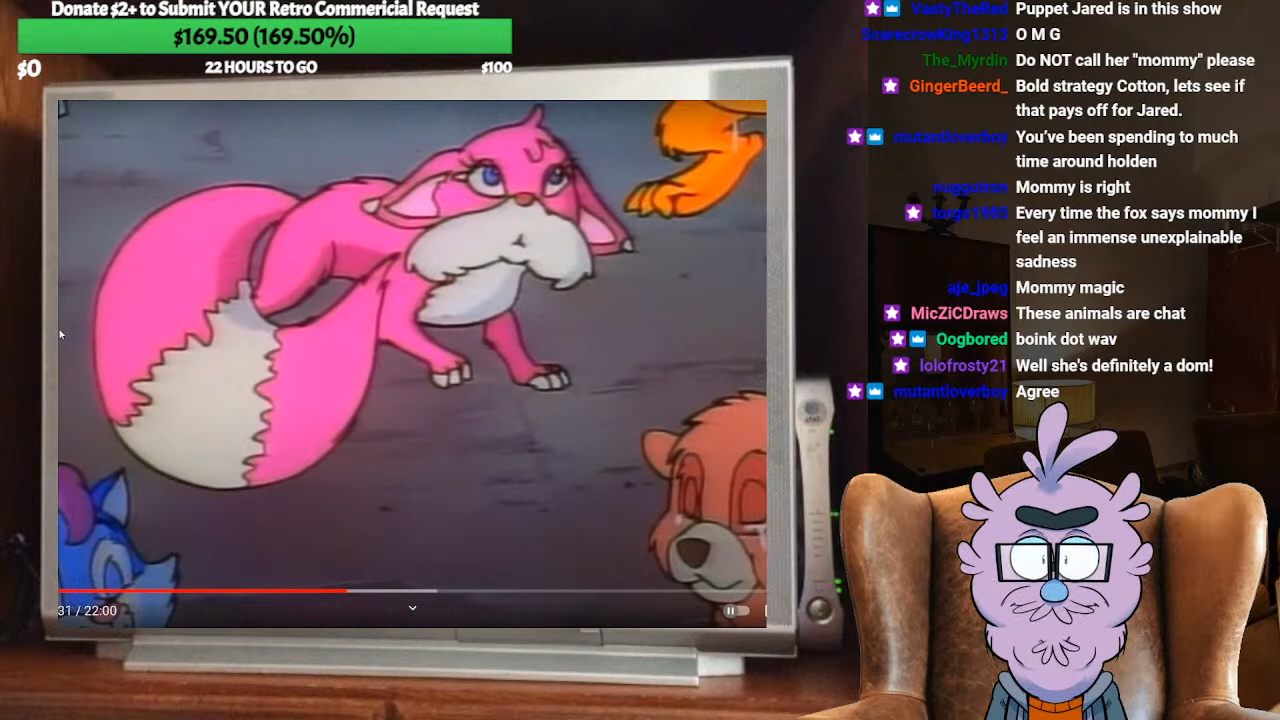 Donate $2+ to Submit YOUR Retro Commericial Request
$169.50 (169.50%)
$0
22 HOURS TO GO
$100
31 / 22:00
VastyTheRed Puppet Jared is in this show
ScarecrowKing1313 O M G
The_Myrdin Do NOT call her "mommy" please
GingerBeerd_ Bold strategy Cotton, lets see if
that pays off for Jared.
mutantloverboy You've been spending to much
time around holden
nuggutron Mommy is right
torgo1985 Every time the fox says mommy I
feel an immense unexplainable
sadness
aje_jpeg Mommy magic
MicZiCDraws These animals are chat
Oogbored boink dot wav
lolofrosty21 Well she's definitely a dom!
mutantloverboy Agree